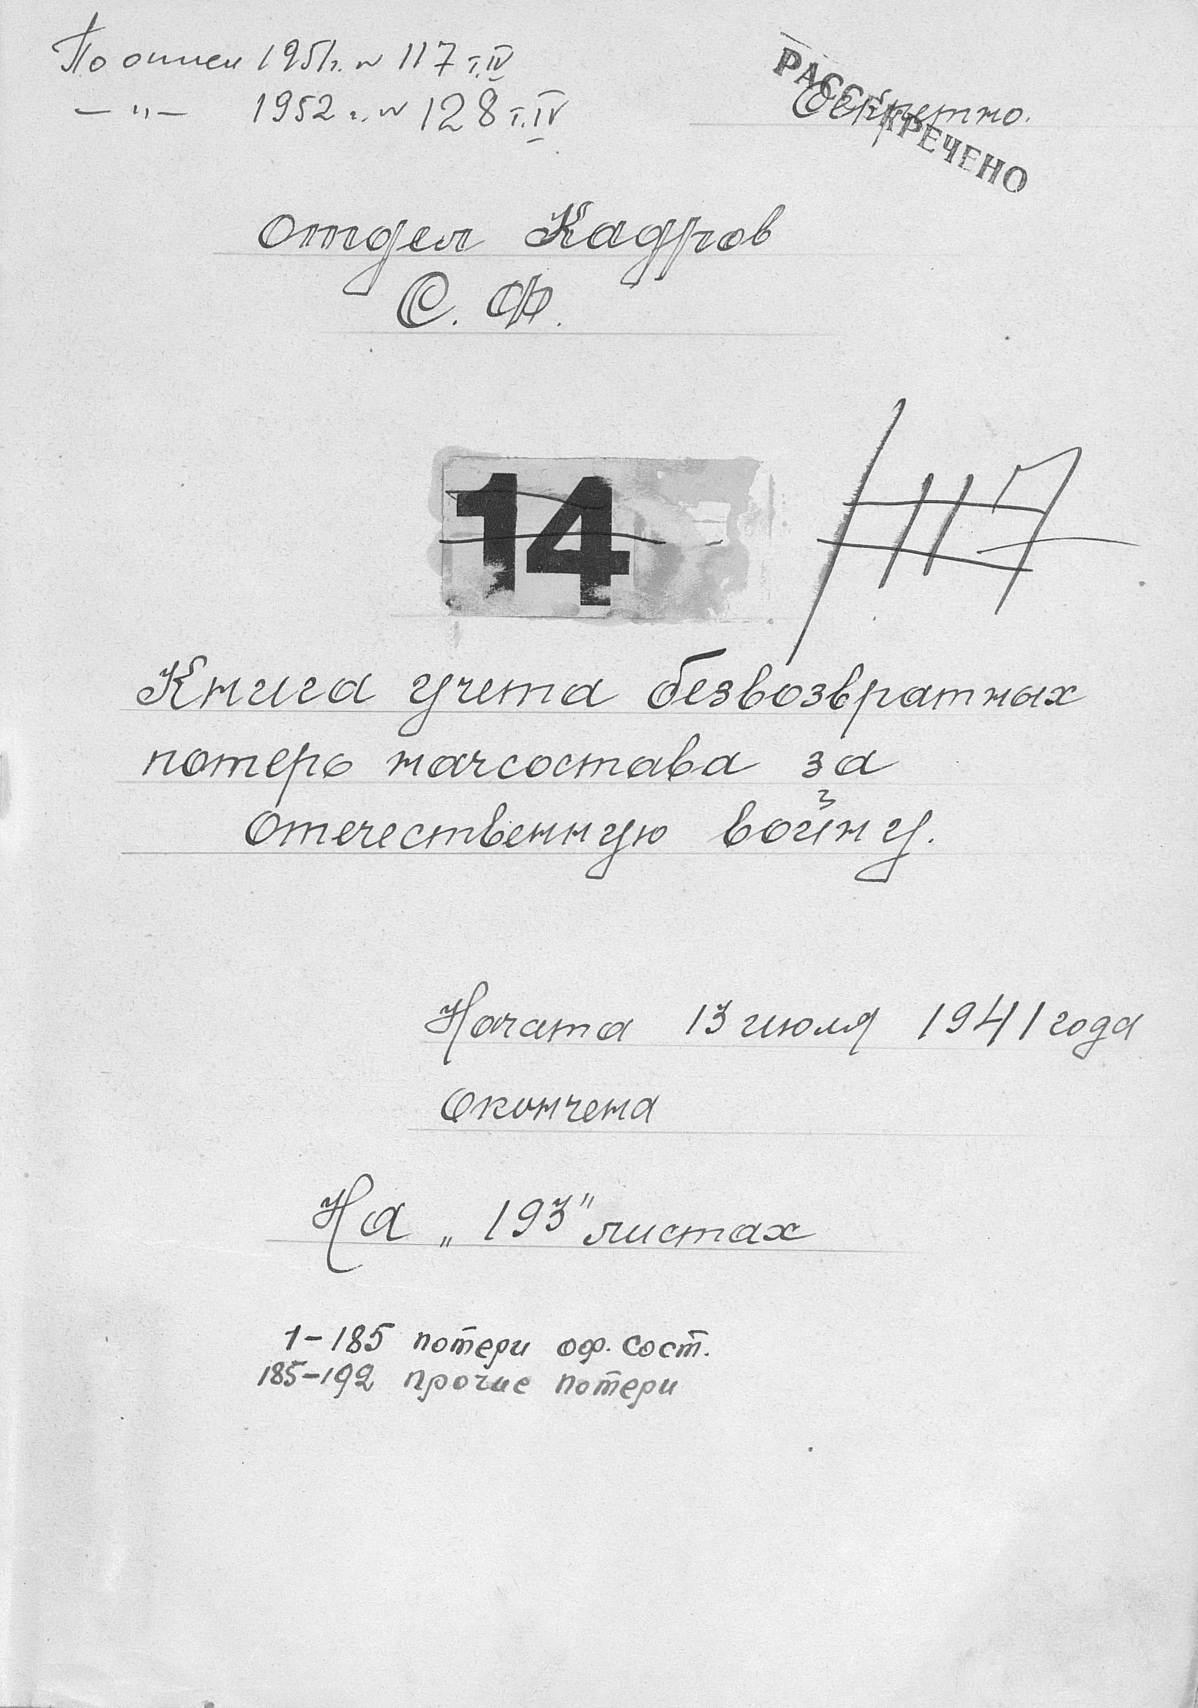 По описи 1951г. № 117 т.IV
— " — 1952 г. № 128 т.IV
Секретно.
РАССЕКРЕЧЕНО
Отдел Кадров
С. Ф.
14
117
Книга учета безвозвратных
потерь начсостава за
Отечественную войну.
Начата 13 июля 1941 года
Окончена
На „193" листах
1-185 потери оф. сост.
185-192 прочие потери